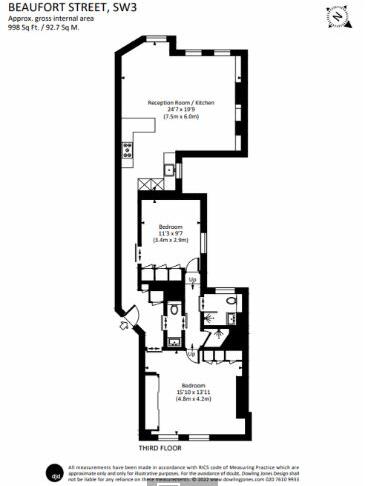 BEAUFORT STREET, SW3
Approx. gross internal area
998 Sq Ft. / 92.7 Sq M.
N
Reception Room / Kitchen
24'7 x 19'9
(7.5m x 6.0m)
Bedroom
11'3 x 9'7
(3.4m x 2.9m)
Up
Up
Bedroom
15'10 x 13'11
(4.8m x 4.2m)
THIRD FLOOR
djd
All measurements have been made in accordance with RICS code of Measuring Practice which are
approximate only and only for illustrative purposes. For the avoidance of doubt, Dowling Jones Design shall
not be liable for any reliance on these measurements. © 2022 www.dowlingjones.com 020 7610 9933